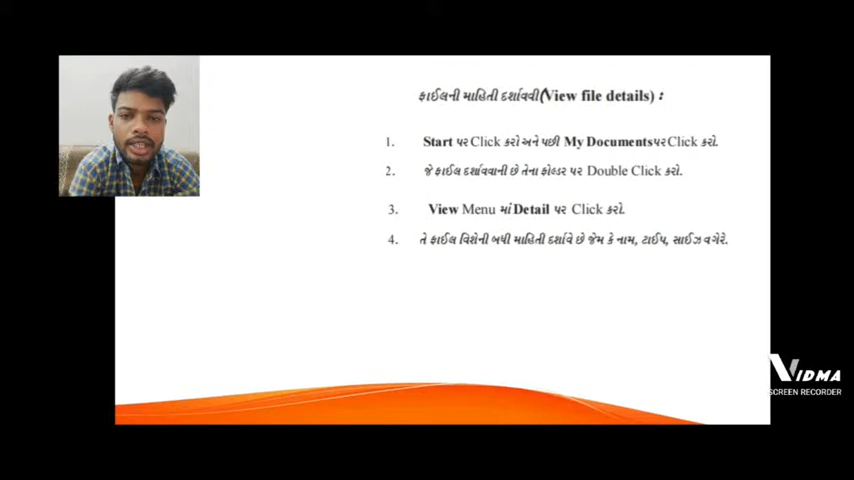 ફાઈલની માહિતી દર્શાવવી(View file details) :
1. Start પર Click કરો અને પછી My Documentsપર Click કરો.
2. જે ફાઈલ દર્શાવવાની છે તેના ફોલ્ડર પર Double Click કરો.
3. View Menu માં Detail પર Click કરો.
4. તે ફાઈલ વિશેની બધી માહિતી દર્શાવે છે જેમ કે નામ, ટાઈપ, સાઈઝ વગેરે.
VIDMA
SCREEN RECORDER